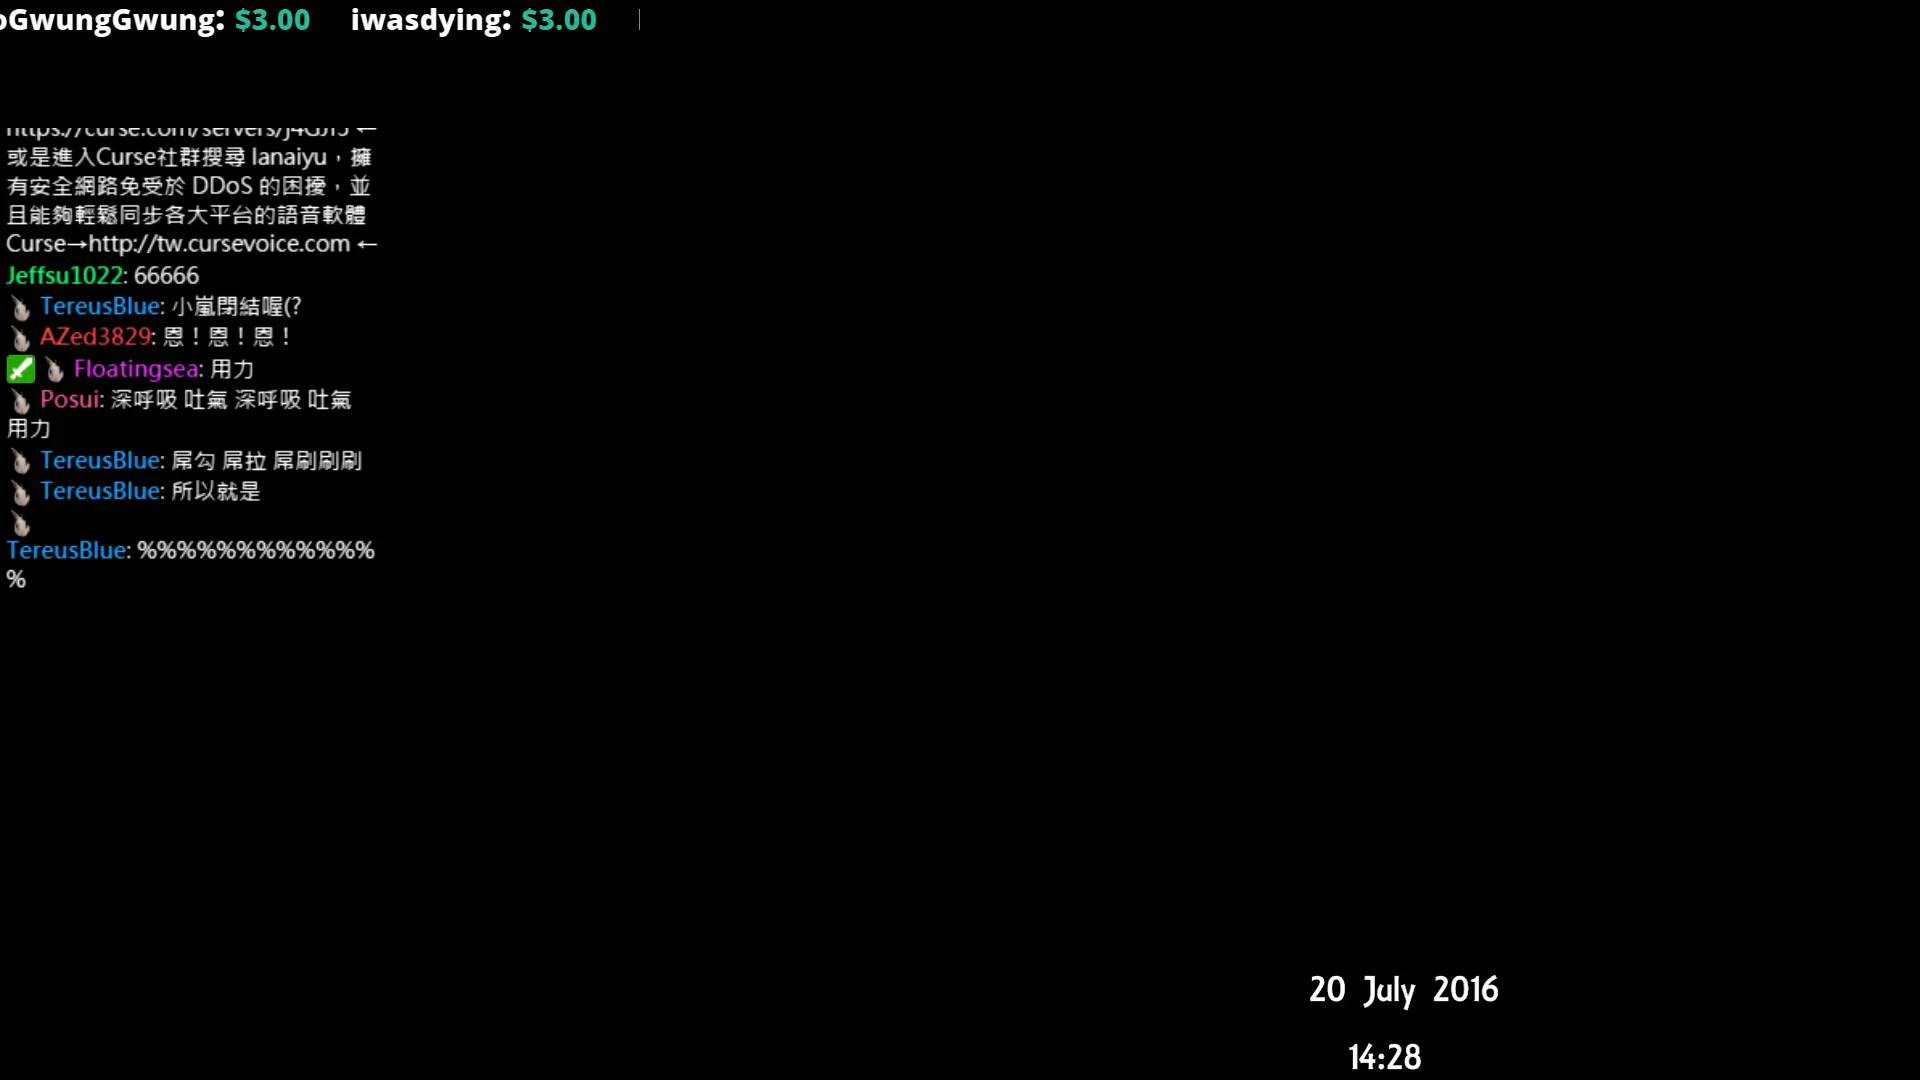 GwungGwung: $3.00 iwasdying: $3.00
https://curse.com/servers/ ←
或是進入Curse社群搜尋 lanaiyu，擁
有安全網路免受於 DDoS 的困擾，並
且能夠輕鬆同步各大平台的語音軟體
Curse→http://tw.cursevoice.com ←
Jeffsu1022: 66666
TereusBlue: 小嵐閉結喔(?
AZed3829: 恩！恩！恩！
Floatingsea: 用力
Posui: 深呼吸 吐氣 深呼吸 吐氣
用力
TereusBlue: 屌勾 屌拉 屌刷刷刷
TereusBlue: 所以就是
TereusBlue: %%%%%%%%%%%%
%
20 July 2016
14:28